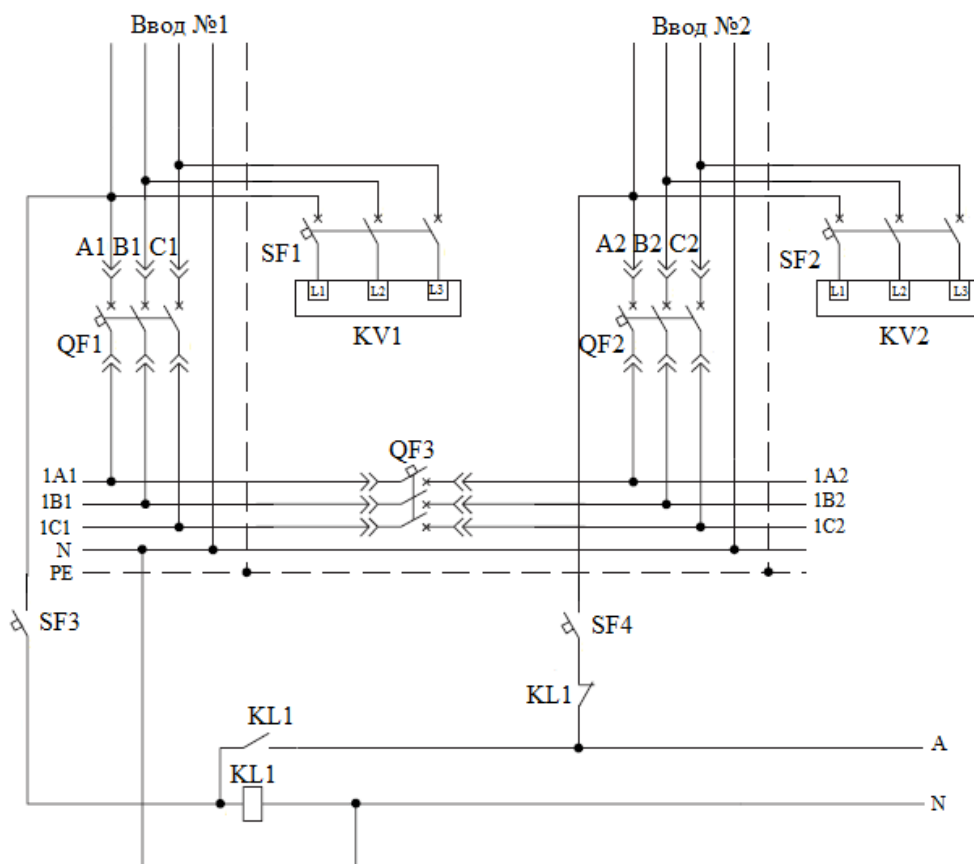 Ввод №1
Ввод №2
A1 B1 C1
SF1
A2 B2 C2
SF2
L1 L2 L3
L1 L2 L3
QF1
KV1
QF2
KV2
QF3
1A1
1A2
1B1
1B2
1C1
1C2
N
PE
SF3
SF4
KL1
KL1
A
KL1
N